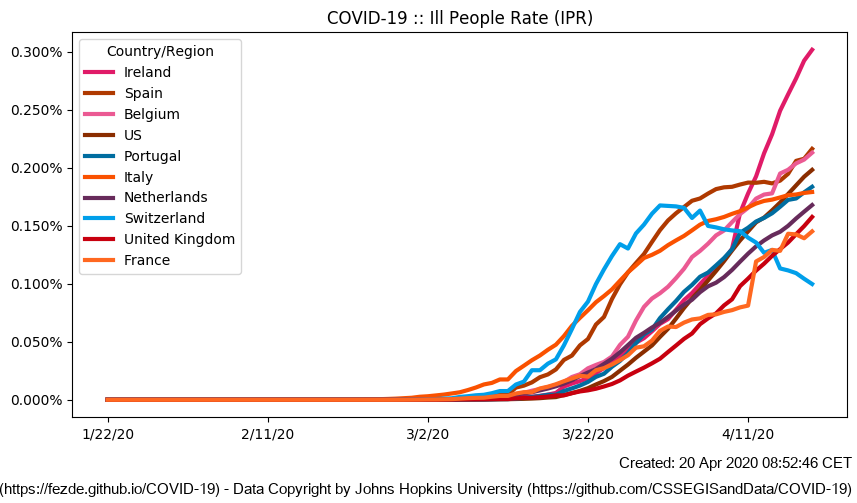 COVID-19 :: Ill People Rate (IPR)
0.300%
0.250%
0.200%
0.150%
0.100%
0.050%
0.000%
Country/Region
Ireland
Spain
Belgium
US
Portugal
Italy
Netherlands
Switzerland
United Kingdom
France
1/22/20 2/11/20 3/2/20 3/22/20 4/11/20
Created: 20 Apr 2020 08:52:46 CET
(https://fezde.github.io/COVID-19) - Data Copyright by Johns Hopkins University (https://github.com/CSSEGISandData/COVID-19)